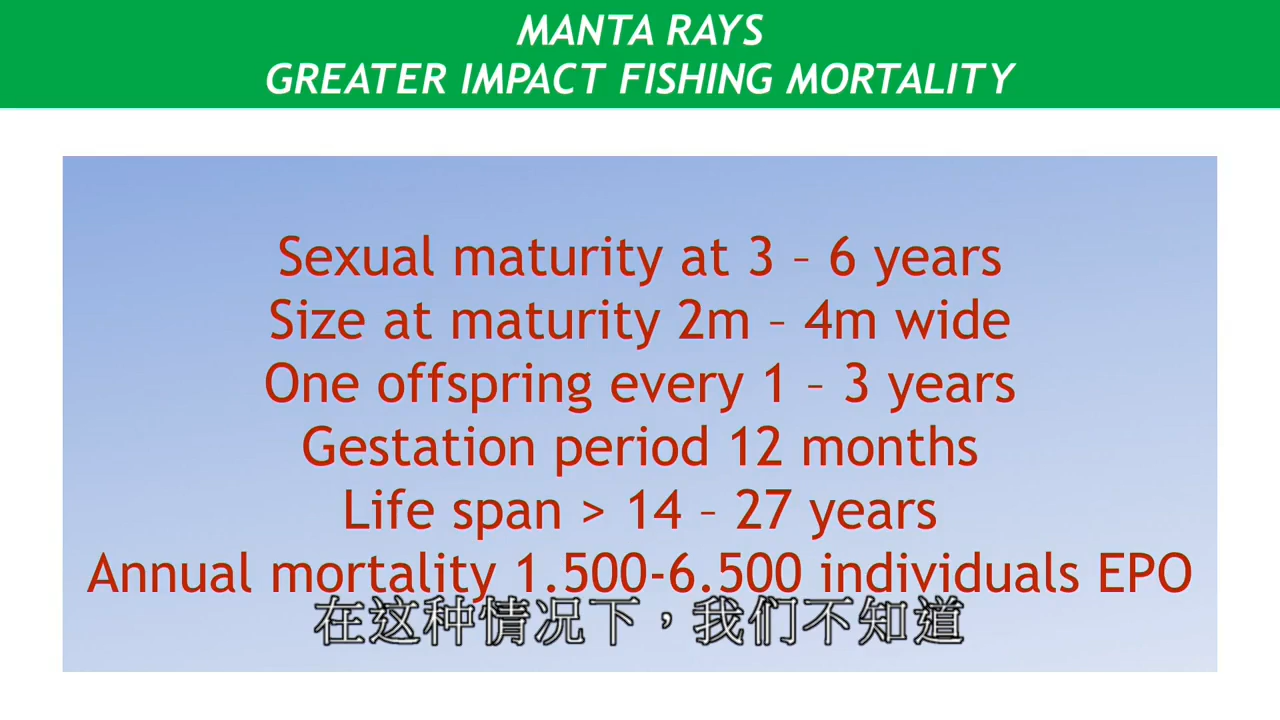 MANTA RAYS
GREATER IMPACT FISHING MORTALITY
Sexual maturity at 3 – 6 years
Size at maturity 2m – 4m wide
One offspring every 1 – 3 years
Gestation period 12 months
Life span > 14 – 27 years
Annual mortality 1.500-6.500 individuals EPO
在这种情况下，我们不知道